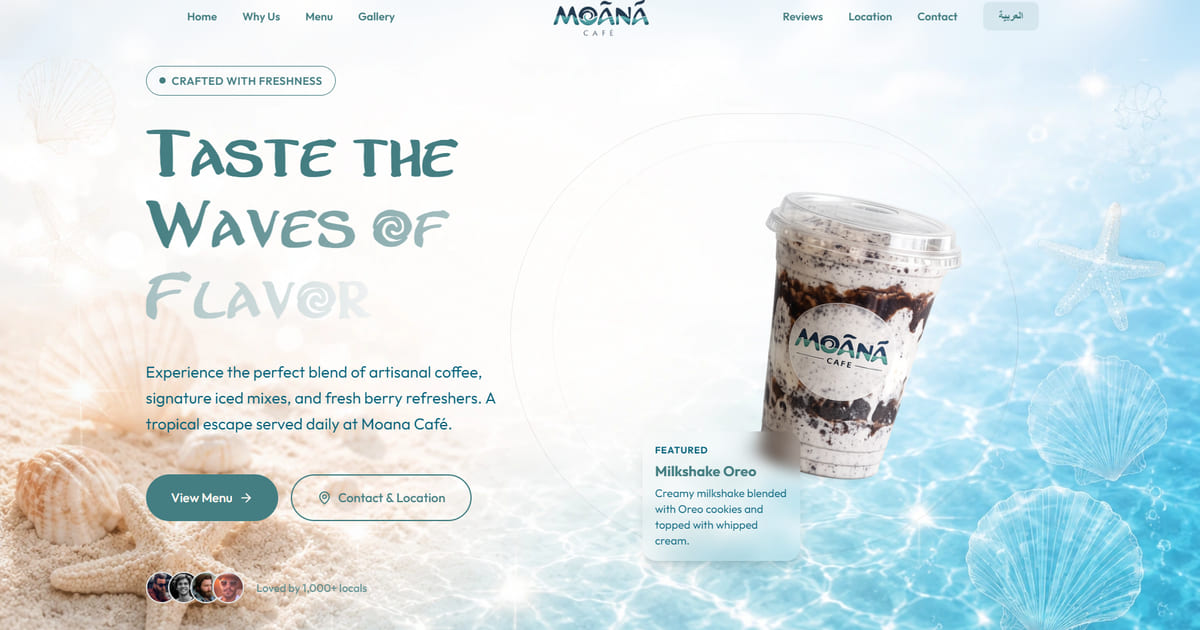 Home
Why Us
Menu
Gallery
MOÃNÁ
CAFÉ
Reviews
Location
Contact
العربية
CRAFTED WITH FRESHNESS
TASTE THE
WAVES OF
FLAVOR
Experience the perfect blend of artisanal coffee,
signature iced mixes, and fresh berry refreshers. A
tropical escape served daily at Moana Café.
View Menu →
Contact & Location
Loved by 1,000+ locals
MOÃNÁ
CAFE
FEATURED
Milkshake Oreo
Creamy milkshake blended
with Oreo cookies and
topped with whipped
cream.